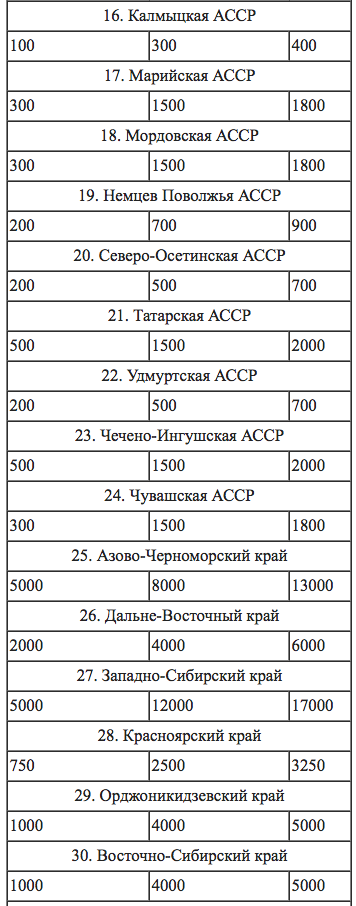 16. Калмыцкая АССР
100 300 400
17. Марийская АССР
300 1500 1800
18. Мордовская АССР
300 1500 1800
19. Немцев Поволжья АССР
200 700 900
20. Северо-Осетинская АССР
200 500 700
21. Татарская АССР
500 1500 2000
22. Удмуртская АССР
200 500 700
23. Чечено-Ингушская АССР
500 1500 2000
24. Чувашская АССР
300 1500 1800
25. Азово-Черноморский край
5000 8000 13000
26. Дальне-Восточный край
2000 4000 6000
27. Западно-Сибирский край
5000 12000 17000
28. Красноярский край
750 2500 3250
29. Орджоникидзевский край
1000 4000 5000
30. Восточно-Сибирский край
1000 4000 5000